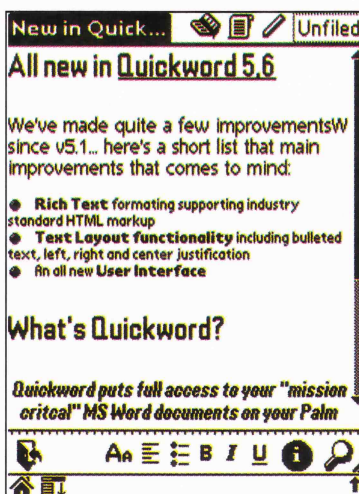 New in Quick... Unfiled
All new in Quickword 5.6
We've made quite a few improvementsW
since v5.1... here's a short list that main
improvements that comes to mind:
Rich Text formating supporting industry
standard HTML markup
Text Layout functionality including bulleted
text, left, right and center justification
An all new User Interface
What's Quickword?
Quickword puts full access to your "mission
critcal" MS Word documents on your Palm
AA B I U i